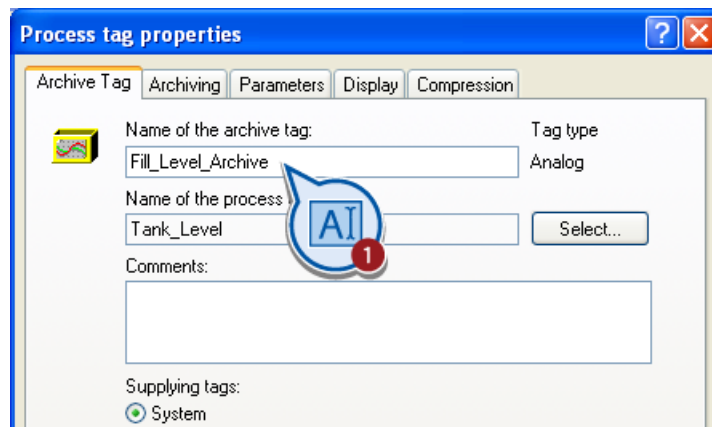 Process tag properties
Archive Tag Archiving Parameters Display Compression
Name of the archive tag: Tag type
Fill_Level_Archive Analog
Name of the process
Tank_Level Select...
AI
1
Comments:
Supplying tags:
System